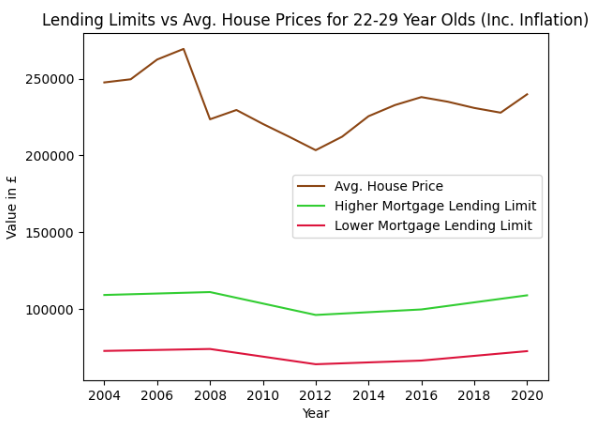 Lending Limits vs Avg. House Prices for 22-29 Year Olds (Inc. Inflation)
250000
200000
150000
100000
Value in £
Avg. House Price
Higher Mortgage Lending Limit
Lower Mortgage Lending Limit
2004 2006 2008 2010 2012 2014 2016 2018 2020
Year